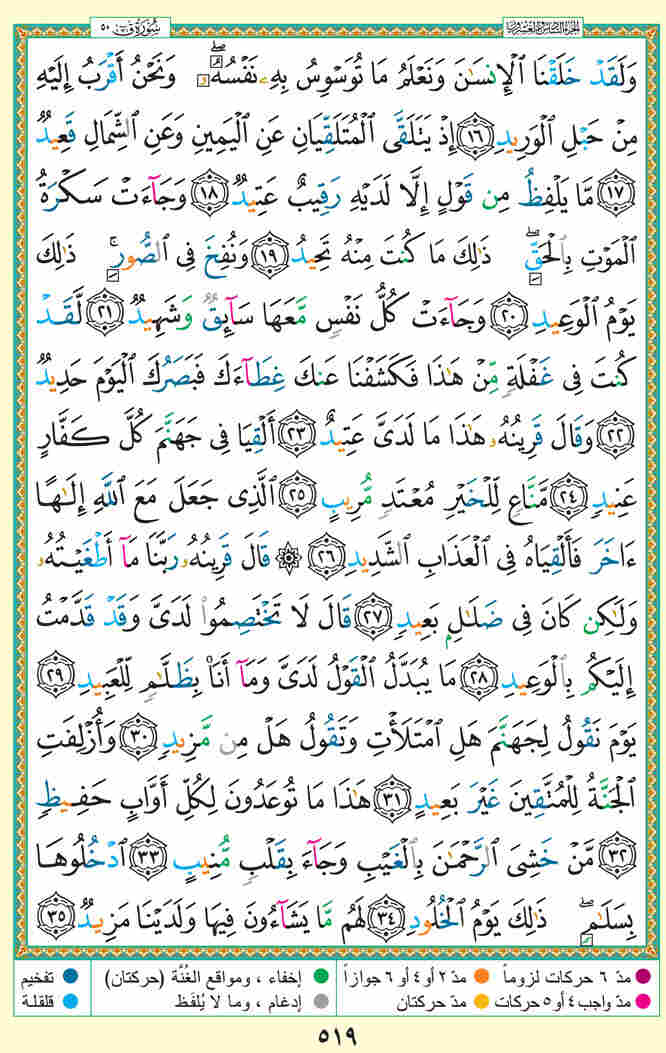 الجزء السادس والعشرون
سُورَةُ ق ٥٠
وَلَقَدْ خَلَقْنَا ٱلْإِنسَٰنَ وَنَعْلَمُ مَا تُوَسْوِسُ بِهِۦ نَفْسُهُۥۖ وَنَحْنُ أَقْرَبُ إِلَيْهِ
مِنْ حَبْلِ ٱلْوَرِيدِ ١٦ إِذْ يَتَلَقَّى ٱلْمُتَلَقِّيَانِ عَنِ ٱلْيَمِينِ وَعَنِ ٱلشِّمَالِ قَعِيدٌ
١٧ مَّا يَلْفِظُ مِن قَوْلٍ إِلَّا لَدَيْهِ رَقِيبٌ عَتِيدٌ ١٨ وَجَآءَتْ سَكْرَةُ
ٱلْمَوْتِ بِٱلْحَقِّۖ ذَٰلِكَ مَا كُنتَ مِنْهُ تَحِيدُ ١٩ وَنُفِخَ فِى ٱلصُّورِۚ ذَٰلِكَ
يَوْمُ ٱلْوَعِيدِ ٢٠ وَجَآءَتْ كُلُّ نَفْسٍ مَّعَهَا سَآئِقٌ وَشَهِيدٌ ٢١ لَّقَدْ
كُنتَ فِى غَفْلَةٍ مِّنْ هَٰذَا فَكَشَفْنَا عَنكَ غِطَآءَكَ فَبَصَرُكَ ٱلْيَوْمَ حَدِيدٌ
٢٢ وَقَالَ قَرِينُهُۥ هَٰذَا مَا لَدَىَّ عَتِيدٌ ٢٣ أَلْقِيَا فِى جَهَنَّمَ كُلَّ كَفَّارٍ
عَنِيدٍ ٢٤ مَّنَّاعٍ لِّلْخَيْرِ مُعْتَدٍ مُّرِيبٍ ٢٥ ٱلَّذِى جَعَلَ مَعَ ٱللَّهِ إِلَٰهًا
ءَاخَرَ فَأَلْقِيَاهُ فِى ٱلْعَذَابِ ٱلشَّدِيدِ ٢٦ ۞ قَالَ قَرِينُهُۥ رَبَّنَا مَآ أَطْغَيْتُهُۥ
وَلَٰكِن كَانَ فِى ضَلَٰلٍۭ بَعِيدٍ ٢٧ قَالَ لَا تَخْتَصِمُوا۟ لَدَىَّ وَقَدْ قَدَّمْتُ
إِلَيْكُم بِٱلْوَعِيدِ ٢٨ مَا يُبَدَّلُ ٱلْقَوْلُ لَدَىَّ وَمَآ أَنَا۠ بِظَلَّٰمٍ لِّلْعَبِيدِ ٢٩
يَوْمَ نَقُولُ لِجَهَنَّمَ هَلِ ٱمْتَلَأْتِ وَتَقُولُ هَلْ مِن مَّزِيدٍ ٣٠ وَأُزْلِفَتِ
ٱلْجَنَّةُ لِلْمُتَّقِينَ غَيْرَ بَعِيدٍ ٣١ هَٰذَا مَا تُوعَدُونَ لِكُلِّ أَوَّابٍ حَفِيظٍ
٣٢ مَّنْ خَشِىَ ٱلرَّحْمَٰنَ بِٱلْغَيْبِ وَجَآءَ بِقَلْبٍ مُّنِيبٍ ٣٣ ٱدْخُلُوهَا
بِسَلَٰمٍۖ ذَٰلِكَ يَوْمُ ٱلْخُلُودِ ٣٤ لَهُم مَّا يَشَآءُونَ فِيهَا وَلَدَيْنَا مَزِيدٌ ٣٥
مدّ ٦ حركات لزوماً مدّ ٢ أو ٤ أو ٦ جوازاً إخفاء ، ومواقع الغُنَّة (حركتان) تفخيم
مدّ واجب ٤ أو ٥ حركات مدّ حركتان إدغام ، وما لا يُلفَظ قلقلة
٥١٩